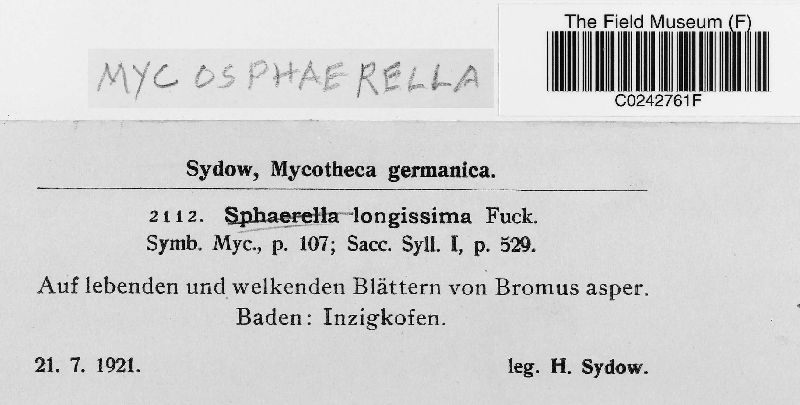 The Field Museum (F)
C0242761F
MYCOSPHAERELLA
Sydow, Mycotheca germanica.
2112. Sphaerella longissima Fuck.
Symb. Myc., p. 107; Sacc. Syll. I, p. 529.
Auf lebenden und welkenden Blättern von Bromus asper.
Baden: Inzigkofen.
21. 7. 1921. leg. H. Sydow.